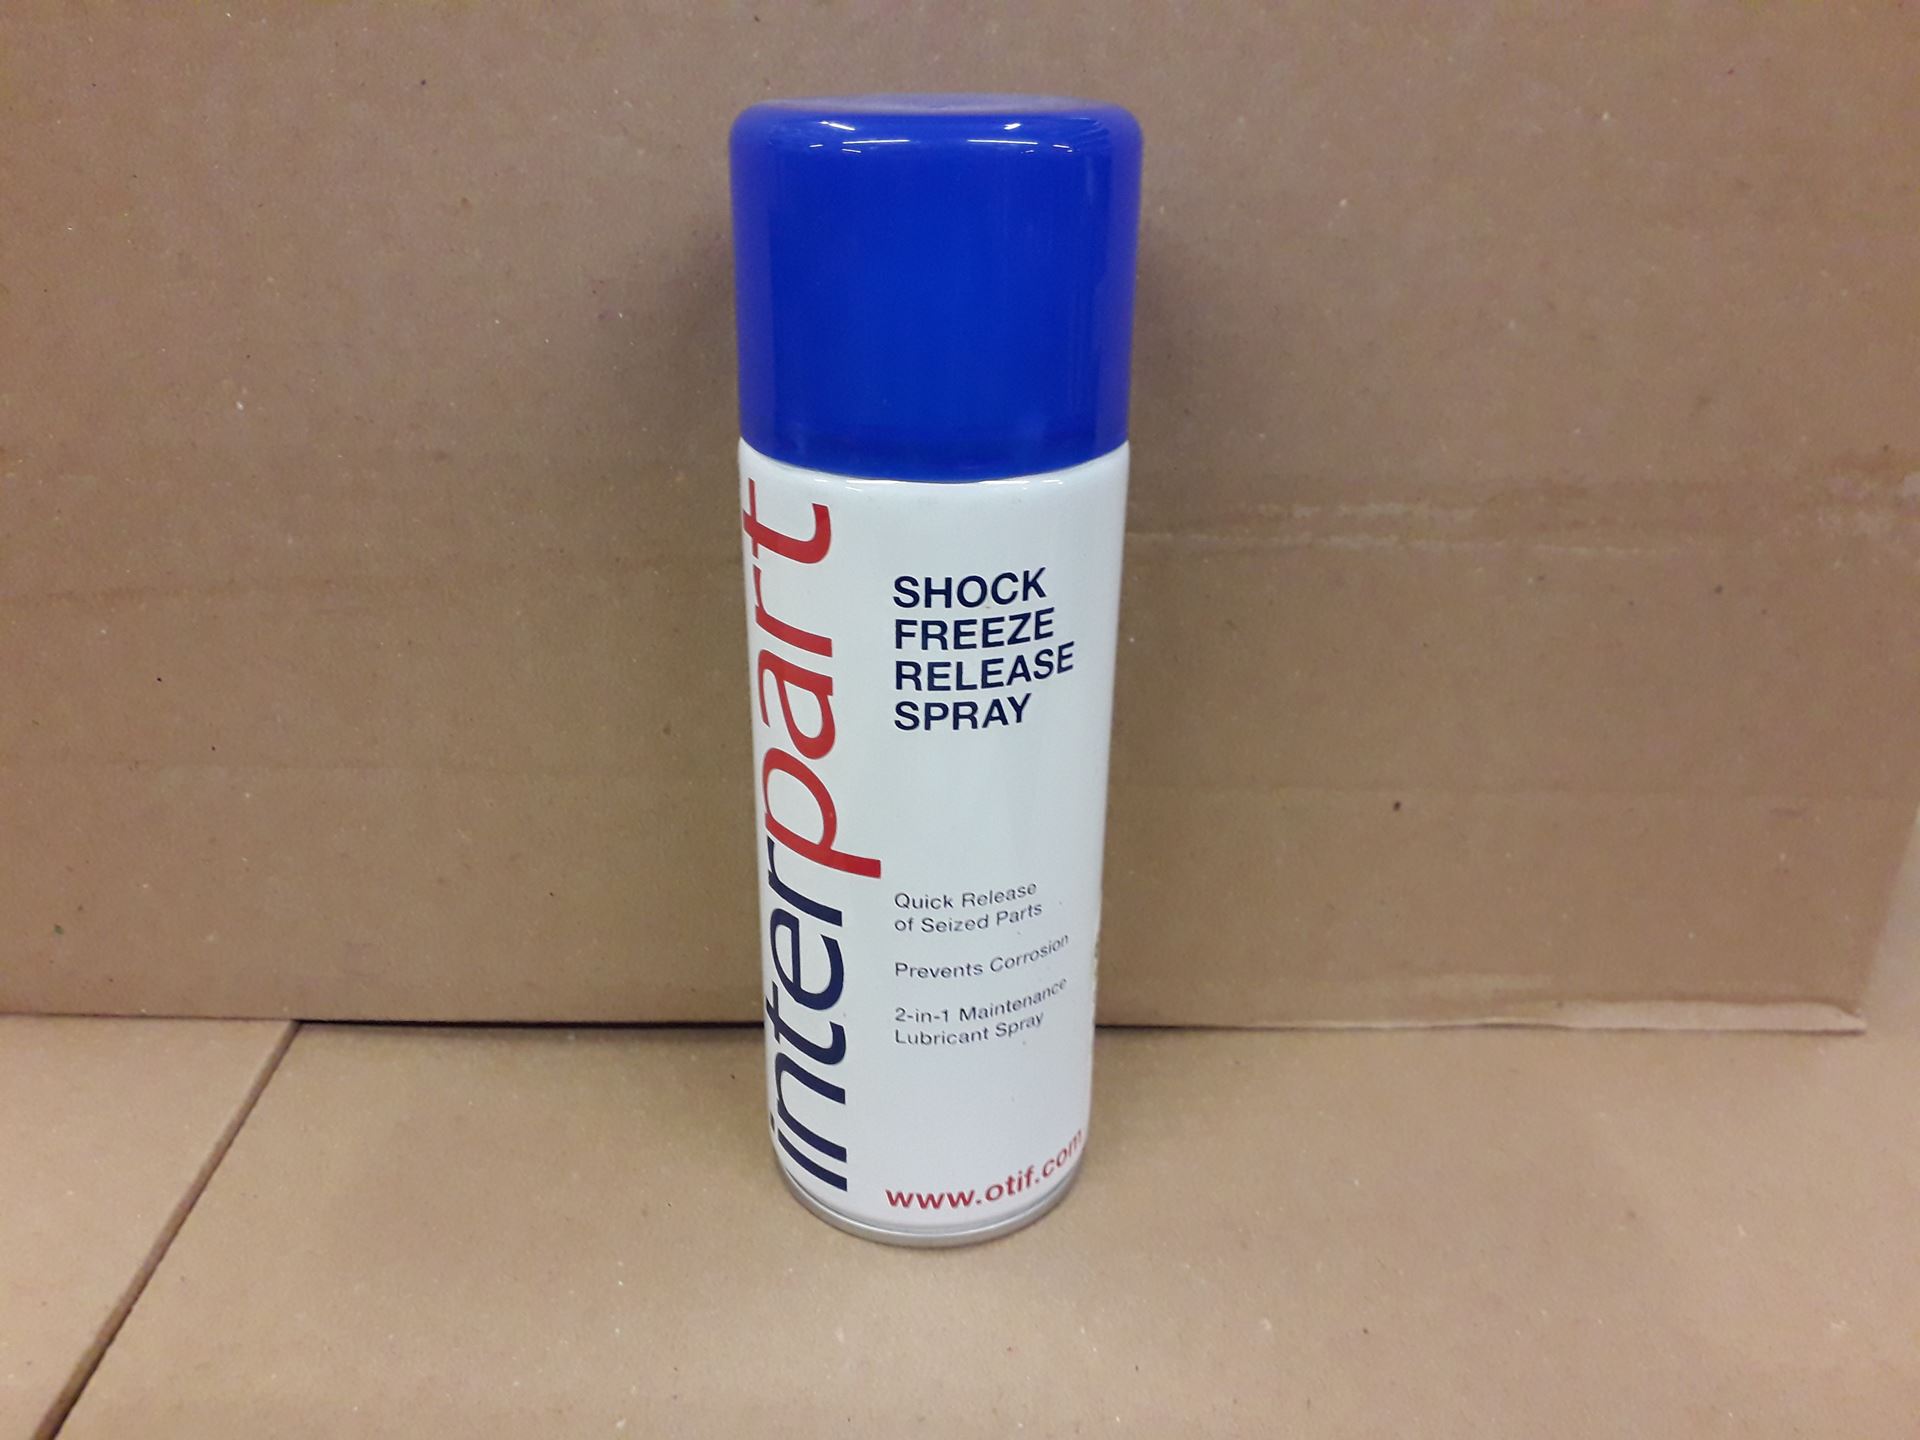 interpart
SHOCK
FREEZE
RELEASE
SPRAY
Quick Release
of Seized Parts
Prevents Corrosion
2-in-1 Maintenance
Lubricant Spray
www.otif.com